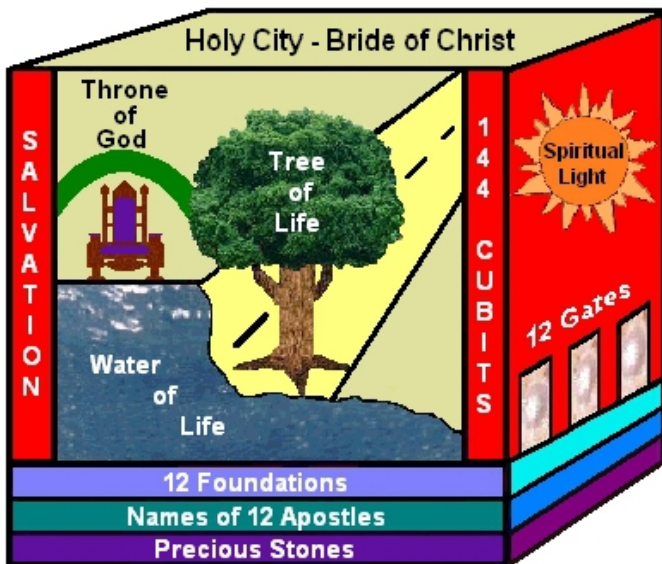 Holy City - Bride of Christ
Throne
of
God
SALVATION
Tree
of
Life
144 CUBITS
Spiritual
Light
12 Gates
Water
of
Life
12 Foundations
Names of 12 Apostles
Precious Stones